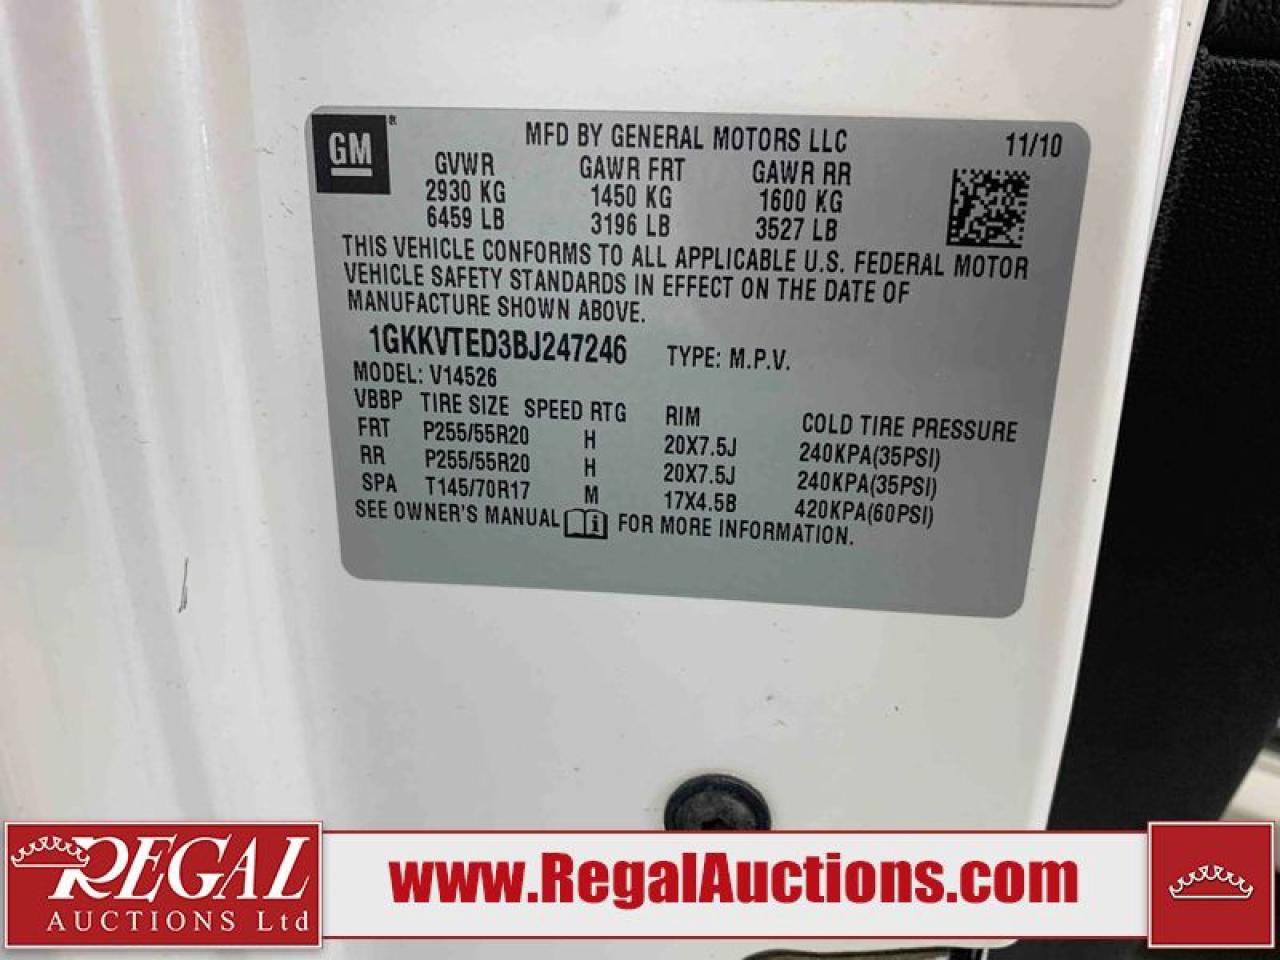 GM®
MFD BY GENERAL MOTORS LLC 11/10
GVWR GAWR FRT GAWR RR
2930 KG 1450 KG 1600 KG
6459 LB 3196 LB 3527 LB
THIS VEHICLE CONFORMS TO ALL APPLICABLE U.S. FEDERAL MOTOR
VEHICLE SAFETY STANDARDS IN EFFECT ON THE DATE OF
MANUFACTURE SHOWN ABOVE.
1GKKVTED3BJ247246 TYPE: M.P.V.
MODEL: V14526
VBBP TIRE SIZE SPEED RTG RIM COLD TIRE PRESSURE
FRT P255/55R20 H 20X7.5J 240KPA(35PSI)
RR P255/55R20 H 20X7.5J 240KPA(35PSI)
SPA T145/70R17 M 17X4.5B 420KPA(60PSI)
SEE OWNER'S MANUAL i FOR MORE INFORMATION.
REGAL
AUCTIONS Ltd
www.RegalAuctions.com